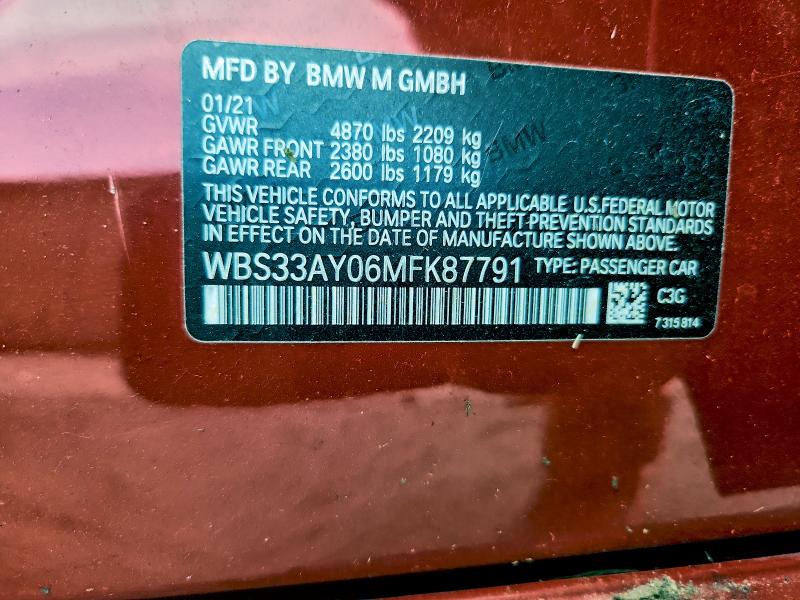 MFD BY BMW M GMBH
01/21
GVWR 4870 lbs 2209 kg
GAWR FRONT 2380 lbs 1080 kg
GAWR REAR 2600 lbs 1179 kg
THIS VEHICLE CONFORMS TO ALL APPLICABLE U.S.FEDERAL MOTOR
VEHICLE SAFETY, BUMPER AND THEFT PREVENTION STANDARDS
IN EFFECT ON THE DATE OF MANUFACTURE SHOWN ABOVE.
WBS33AY06MFK87791 TYPE: PASSENGER CAR
C3G
7315814